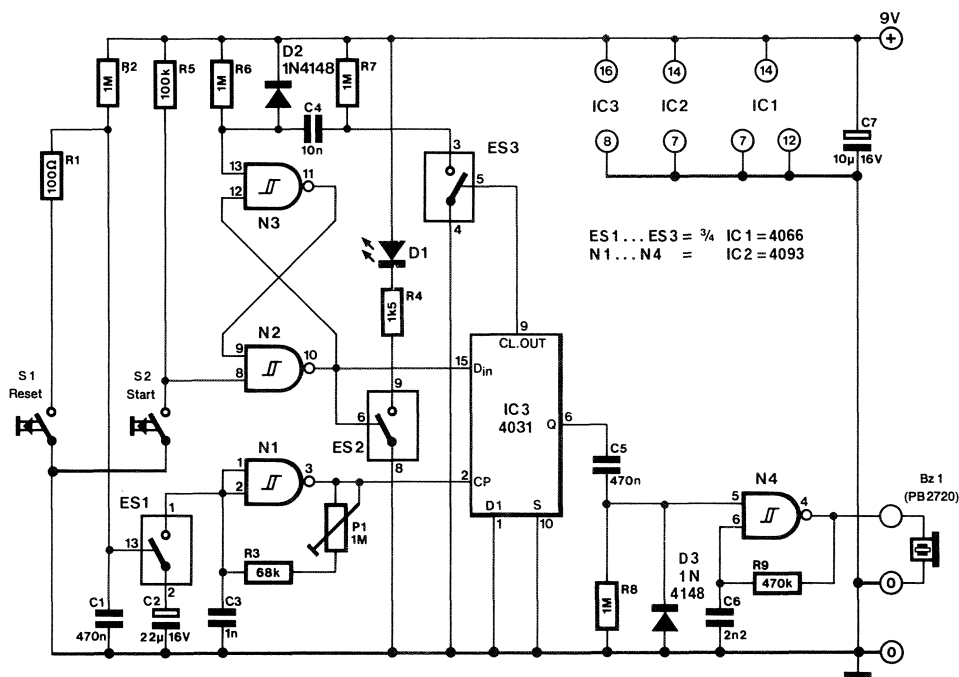 9V
+
R2
1M
R5
100k
R6
1M
D2
1N4148
R7
1M
C4
10n
16
14
14
IC3
IC2
IC1
8
7
7
12
C7
10µ 16V
R1
100Ω
13
12
11
N3
3
ES3
5
4
ES1...ES3 = ¾ IC1 = 4066
N1...N4 = IC2 = 4093
D1
R4
1k5
N2
9
8
10
9
CL.OUT
15
Din
IC3
4031
Q
6
S1
Reset
S2
Start
9
6
ES2
8
N1
1
2
3
2
CP
D1
1
S
10
C5
470n
N4
5
6
4
Bz1
(PB2720)
ES1
1
13
2
P1
1M
R3
68k
R9
470k
D3
1N
4148
R8
1M
C1
470n
C2
22µ 16V
C3
1n
C6
2n2
0
0